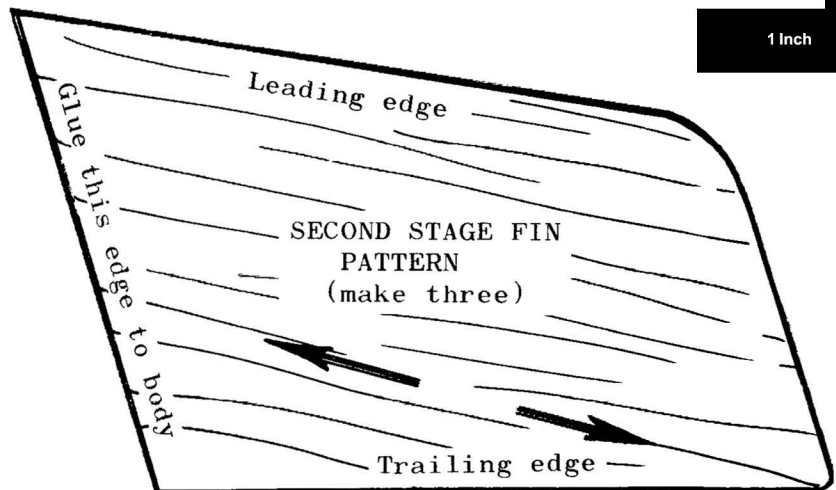 1 Inch
Leading edge
Glue this edge to body
SECOND STAGE FIN
PATTERN
(make three)
Trailing edge